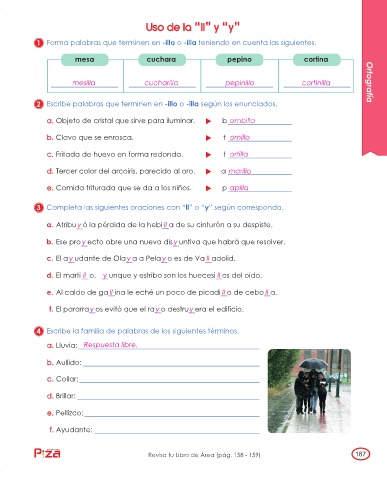 Uso de la “ll” y “y”
1 Forma palabras que terminen en -illo o -illa teniendo en cuenta las siguientes.
mesa cuchara pepino cortina
mesilla cucharilla pepinillo cortinilla
Ortografía
2 Escribe palabras que terminen en -illo o -illa según los enunciados.
a. Objeto de cristal que sirve para iluminar. ▶ b ombilla
b. Clavo que se enrosca. ▶ t ornillo
c. Fritada de huevo en forma redonda. ▶ t ortilla
d. Tercer color del arcoíris, parecido al oro. ▶ a marillo
e. Comida triturada que se da a los niños. ▶ p apilla
3 Completa las siguientes oraciones con “ll” o “y” según corresponda.
a. Atribuyó la pérdida de la hebilla de su cinturón a su despiste.
b. Ese proyecto abre una nueva disyuntiva que habrá que resolver.
c. El ayudante de Olaya a Pelayo es de Valladolid.
d. El martillo, yunque y estribo son los huesecillos del oído.
e. Al caldo de gallina le eché un poco de picadillo de cebolla.
f. El pararrayos evitó que el rayo destruyera el edificio.
4 Escribe la familia de palabras de los siguientes términos.
a. Lluvia: Respuesta libre.
b. Aullido:
c. Collar:
d. Brillar:
e. Pellizco:
f. Ayudante:
Piza Revisa tu Libro de Área (pág. 158 - 159) 187